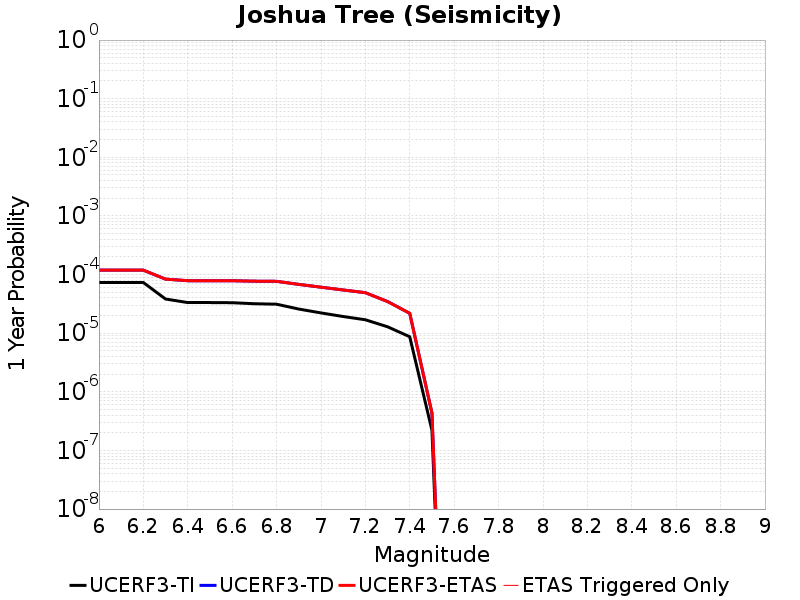 Joshua Tree (Seismicity)
10^0
10^-1
10^-2
10^-3
10^-4
10^-5
10^-6
10^-7
10^-8
1 Year Probability
6 6.2 6.4 6.6 6.8 7 7.2 7.4 7.6 7.8 8 8.2 8.4 8.6 8.8 9
Magnitude
UCERF3-TI UCERF3-TD UCERF3-ETAS ETAS Triggered Only